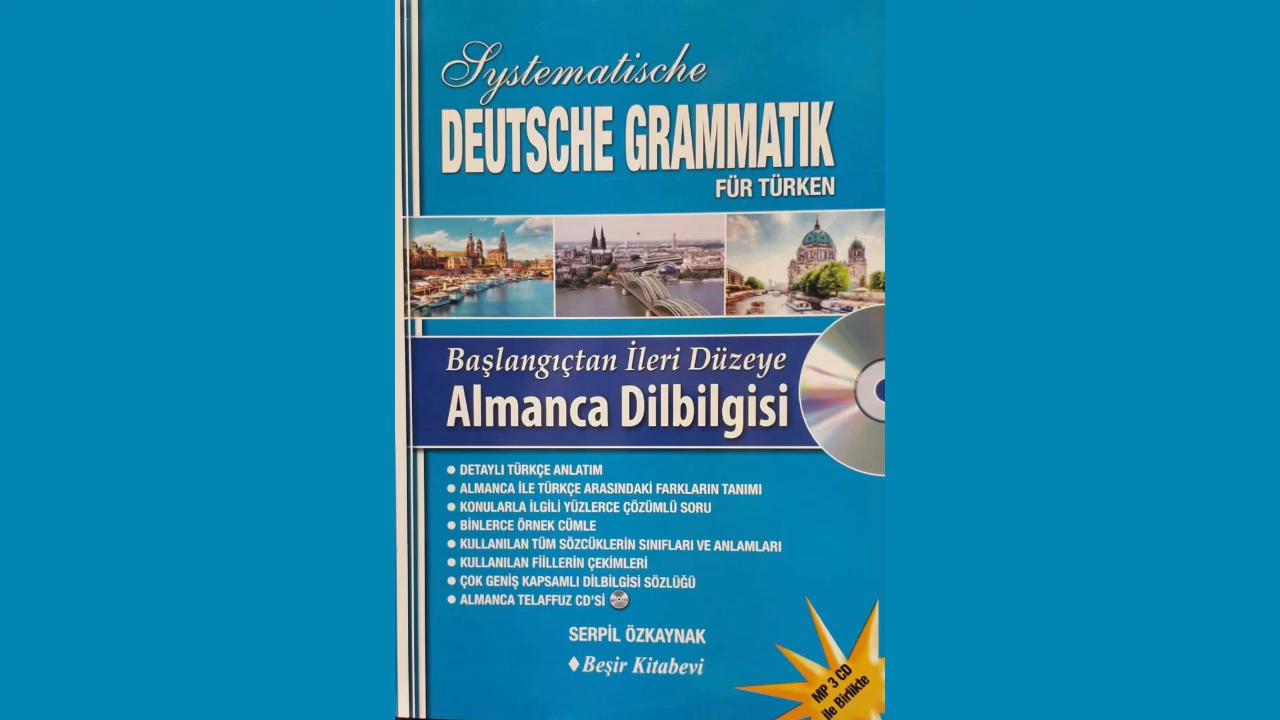 Systematische
DEUTSCHE GRAMMATIK
FÜR TÜRKEN
Başlangıçtan İleri Düzeye
Almanca Dilbilgisi
● DETAYLI TÜRKÇE ANLATIM
● ALMANCA İLE TÜRKÇE ARASINDAKİ FARKLARIN TANIMI
● KONULARLA İLGİLİ YÜZLERCE ÇÖZÜMLÜ SORU
● BİNLERCE ÖRNEK CÜMLE
● KULLANILAN TÜM SÖZCÜKLERİN SINIFLARI VE ANLAMLARI
● KULLANILAN FİİLLERİN ÇEKİMLERİ
● ÇOK GENİŞ KAPSAMLI DİLBİLGİSİ SÖZLÜĞÜ
● ALMANCA TELAFFUZ CD'Sİ
SERPİL ÖZKAYNAK
♦Beşir Kitabevi
MP 3 CD
ile Birlikte